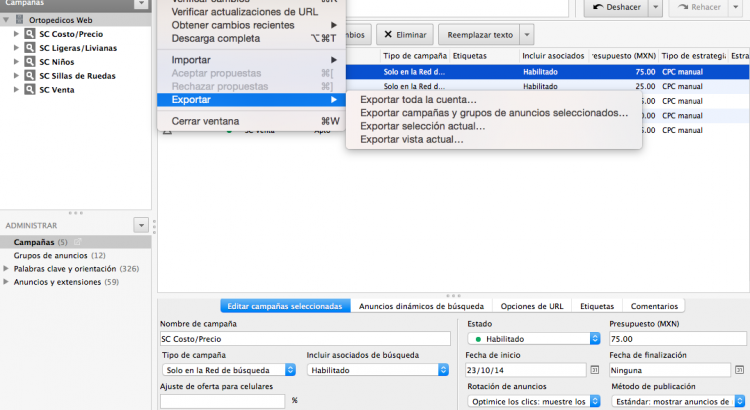 Campañas
Ortopedicos Web
SC Costo/Precio
SC Ligeras/Livianas
SC Niños
SC Sillas de Ruedas
SC Venta
Verificar cambios ⌘R
Verificar actualizaciones de URL
Obtener cambios recientes
Descarga completa ⌥⌘T
Importar
Aceptar propuestas ⌘[
Rechazar propuestas ⌘]
Exportar
Cerrar ventana ⌘W
Exportar toda la cuenta...
Exportar campañas y grupos de anuncios seleccionados...
Exportar selección actual...
Exportar vista actual...
Deshacer Rehacer
mbios Eliminar Reemplazar texto
Tipo de campaña Etiquetas Incluir asociados 'esupuesto (MXN) Tipo de estrategia Estra
Solo en la Red d... Habilitado 75.00 CPC manual
Solo en la Red d... Habilitado 25.00 CPC manual
5.00 CPC manual
0.00 CPC manual
SC Venta Apto 5.00 CPC manual
ADMINISTRAR
Campañas (5)
Grupos de anuncios (12)
Palabras clave y orientación (326)
Anuncios y extensiones (59)
Editar campañas seleccionadas Anuncios dinámicos de búsqueda Opciones de URL Etiquetas Comentarios
Nombre de campaña
SC Costo/Precio
Tipo de campaña Incluir asociados de búsqueda
Solo en la Red de búsqueda Habilitado
Ajuste de oferta para celulares
%
Estado Presupuesto (MXN)
Habilitado 75.00
Fecha de inicio Fecha de finalización
23/10/14 Ninguna
Rotación de anuncios Método de publicación
Optimice los clics: muestre los Estándar: mostrar anuncios de